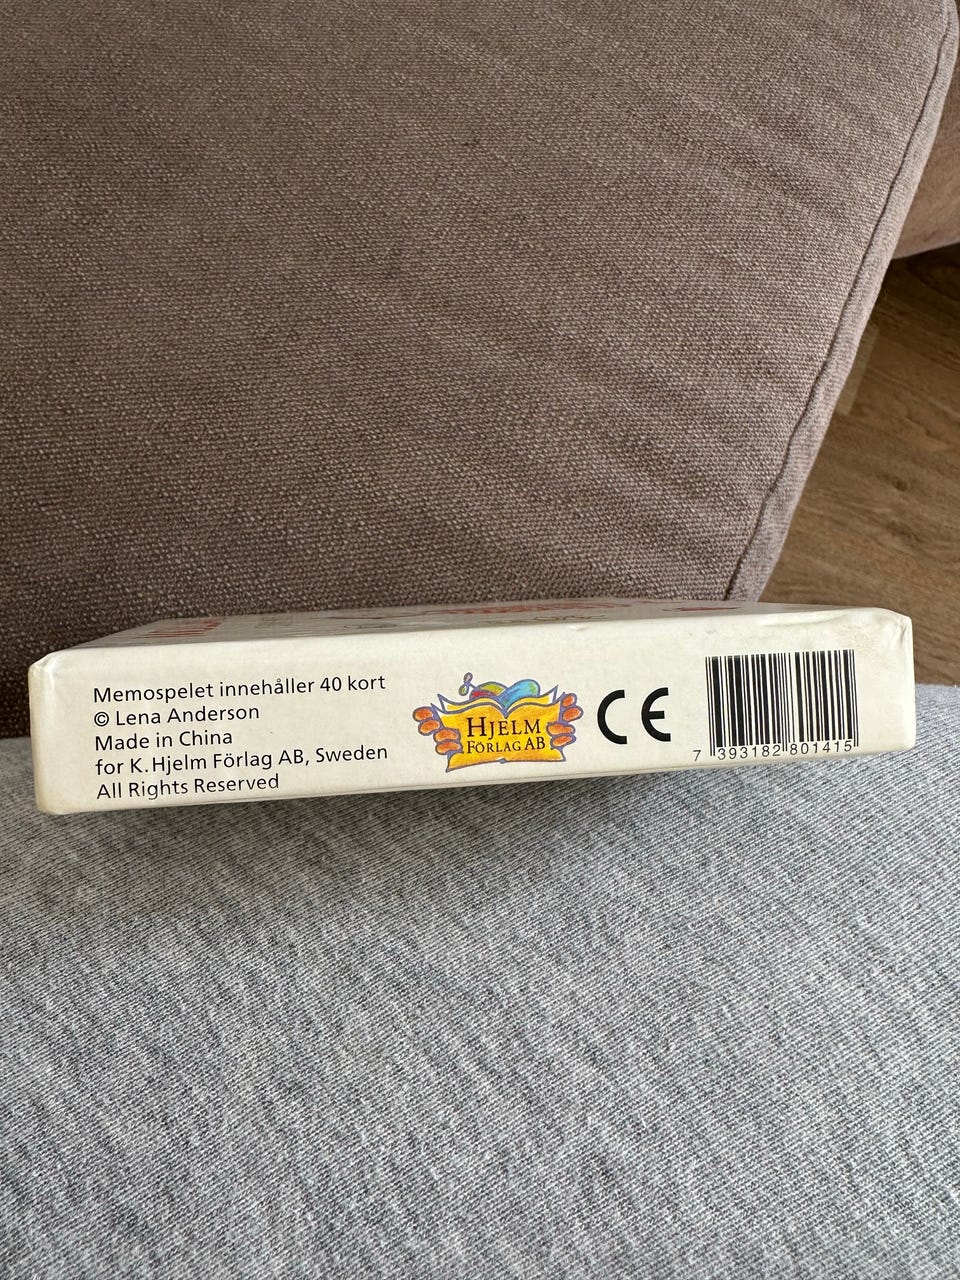 Memospelet innehåller 40 kort
© Lena Anderson
Made in China
for K. Hjelm Förlag AB, Sweden
All Rights Reserved
HJELM
FÖRLAG AB
CE
7 393182 801415